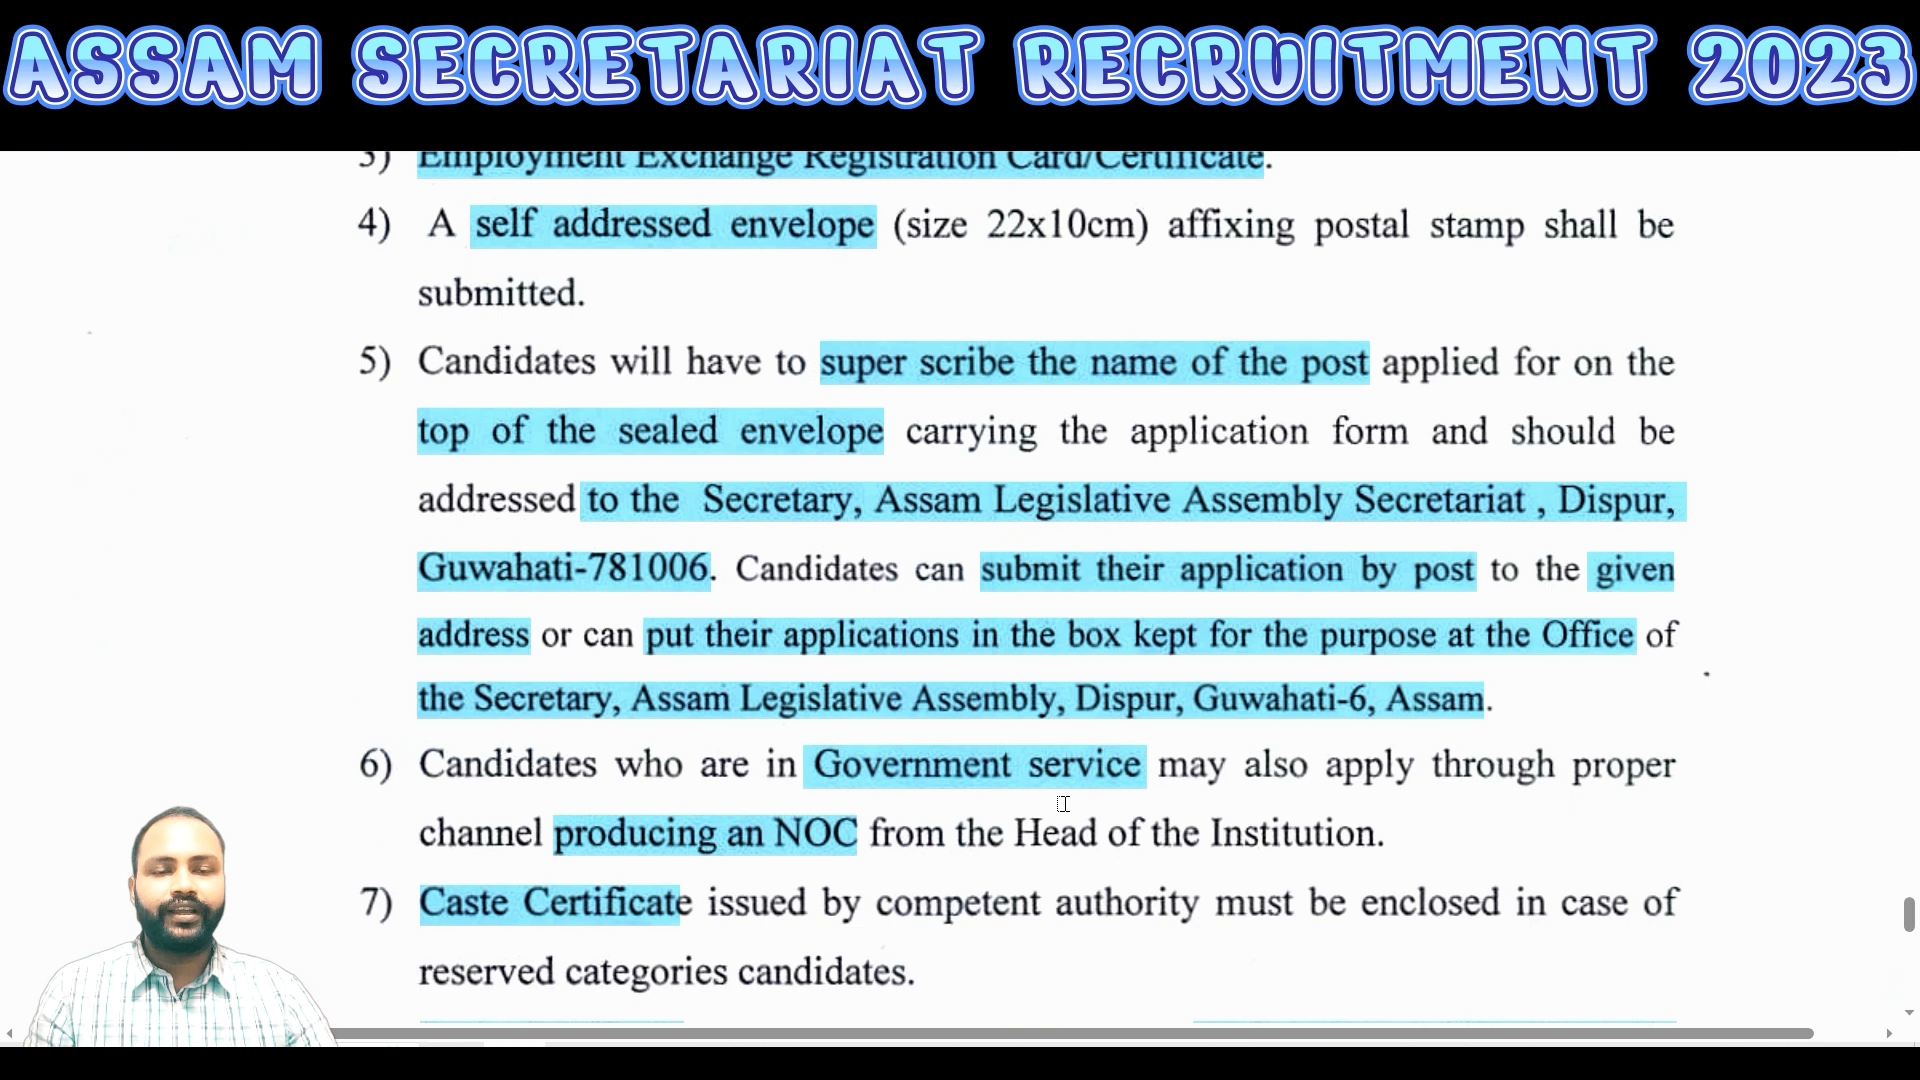 ASSAM SECRETARIAT RECRUITMENT 2023
3) Employment Exchange Registration Card/Certificate.
4) A self addressed envelope (size 22x10cm) affixing postal stamp shall be
submitted.
5) Candidates will have to super scribe the name of the post applied for on the
top of the sealed envelope carrying the application form and should be
addressed to the Secretary, Assam Legislative Assembly Secretariat , Dispur,
Guwahati-781006. Candidates can submit their application by post to the given
address or can put their applications in the box kept for the purpose at the Office of
the Secretary, Assam Legislative Assembly, Dispur, Guwahati-6, Assam.
6) Candidates who are in Government service may also apply through proper
channel producing an NOC from the Head of the Institution.
7) Caste Certificate issued by competent authority must be enclosed in case of
reserved categories candidates.